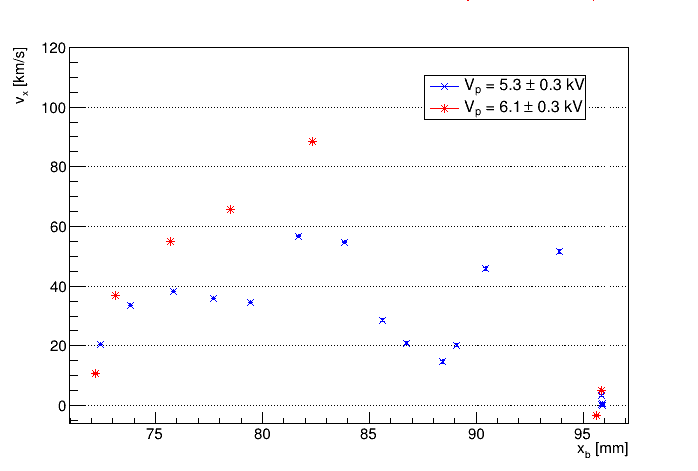 v_x [km/s]
120
100
80
60
40
20
0
V_p = 5.3 ± 0.3 kV
V_p = 6.1 ± 0.3 kV
75 80 85 90 95
x_b [mm]